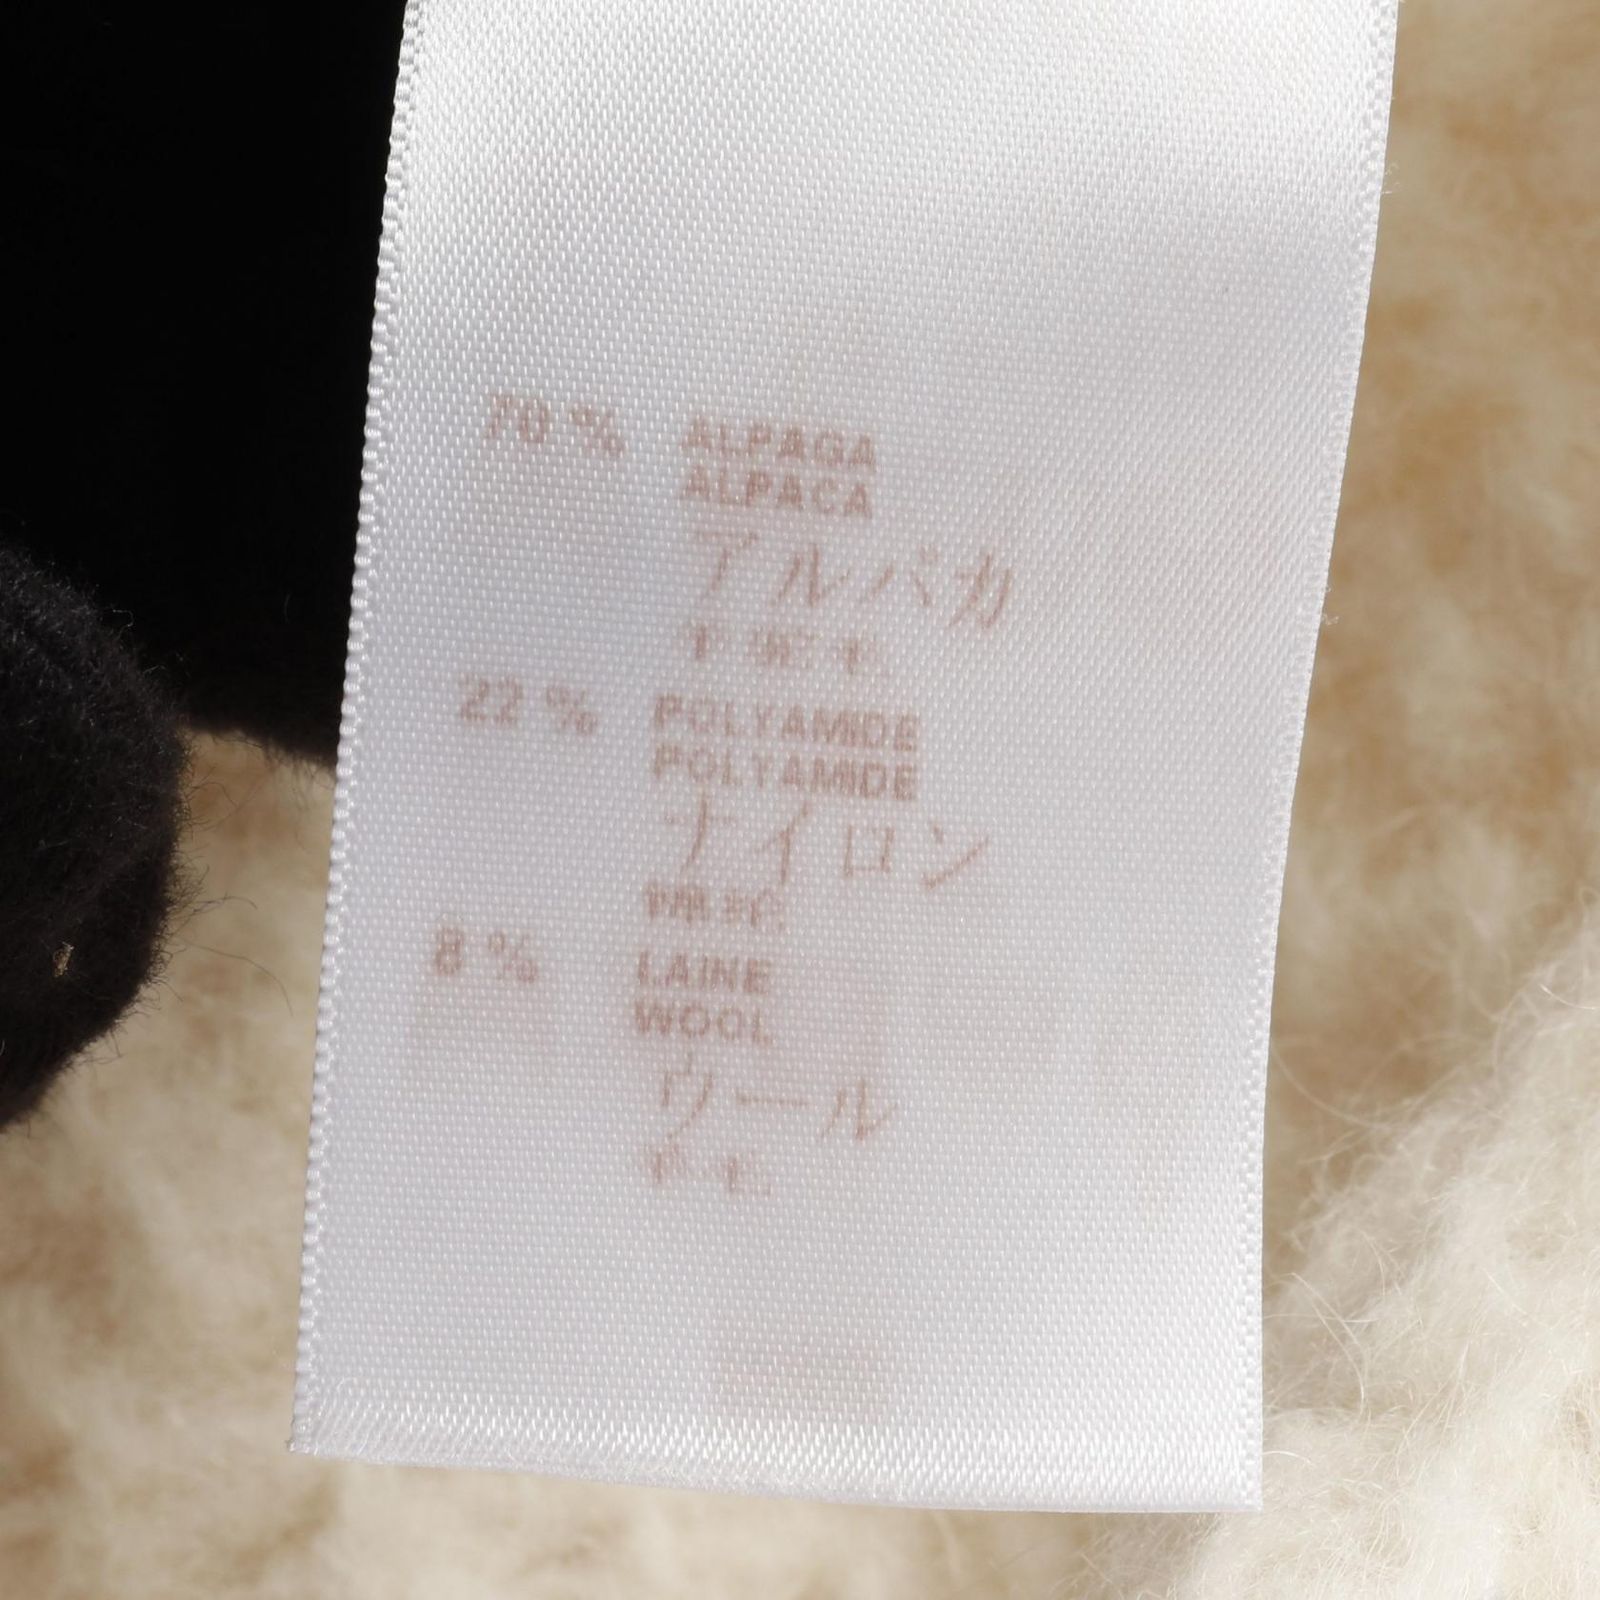 70 % ALPAGA
ALPACA
アルパカ
22 % POLYAMIDE
POLYAMIDE
ナイロン
8 % LAINE
WOOL
ウール